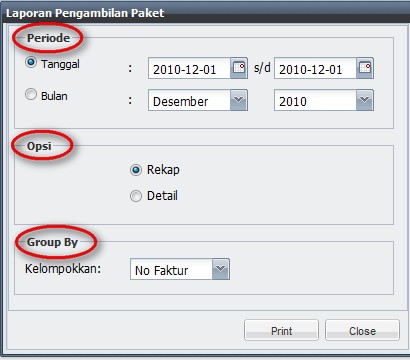 Laporan Pengambilan Paket
Periode
Tanggal : 2010-12-01 s/d 2010-12-01
Bulan : Desember 2010
Opsi
Rekap
Detail
Group By
Kelompokkan: No Faktur
Print Close